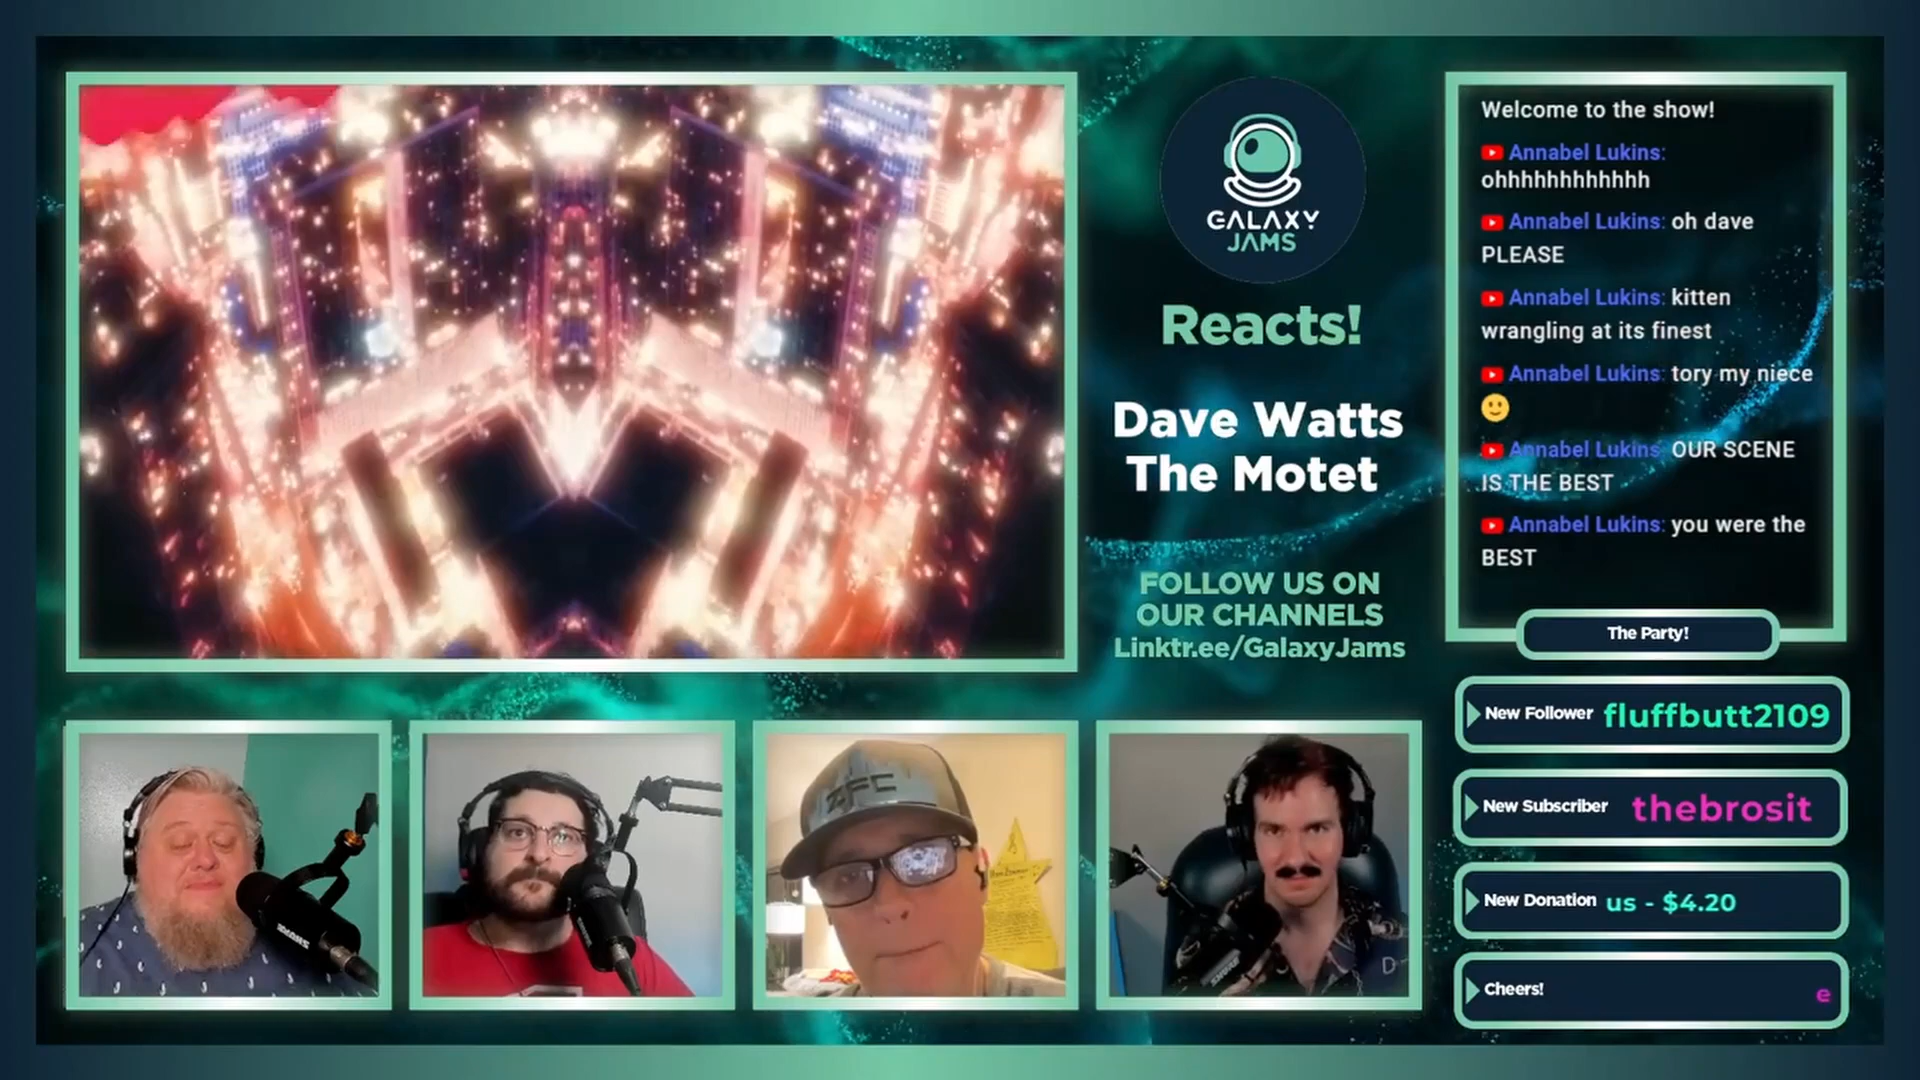 GALAXY
JAMS
Reacts!
Dave Watts
The Motet
FOLLOW US ON
OUR CHANNELS
Linktr.ee/GalaxyJams
Welcome to the show!
Annabel Lukins:
ohhhhhhhhhhhh
Annabel Lukins: oh dave
PLEASE
Annabel Lukins: kitten
wrangling at its finest
Annabel Lukins: tory my niece
Annabel Lukins: OUR SCENE
IS THE BEST
Annabel Lukins: you were the
BEST
The Party!
New Follower fluffbutt2109
New Subscriber thebrosit
New Donation us - $4.20
Cheers! e
SHURE